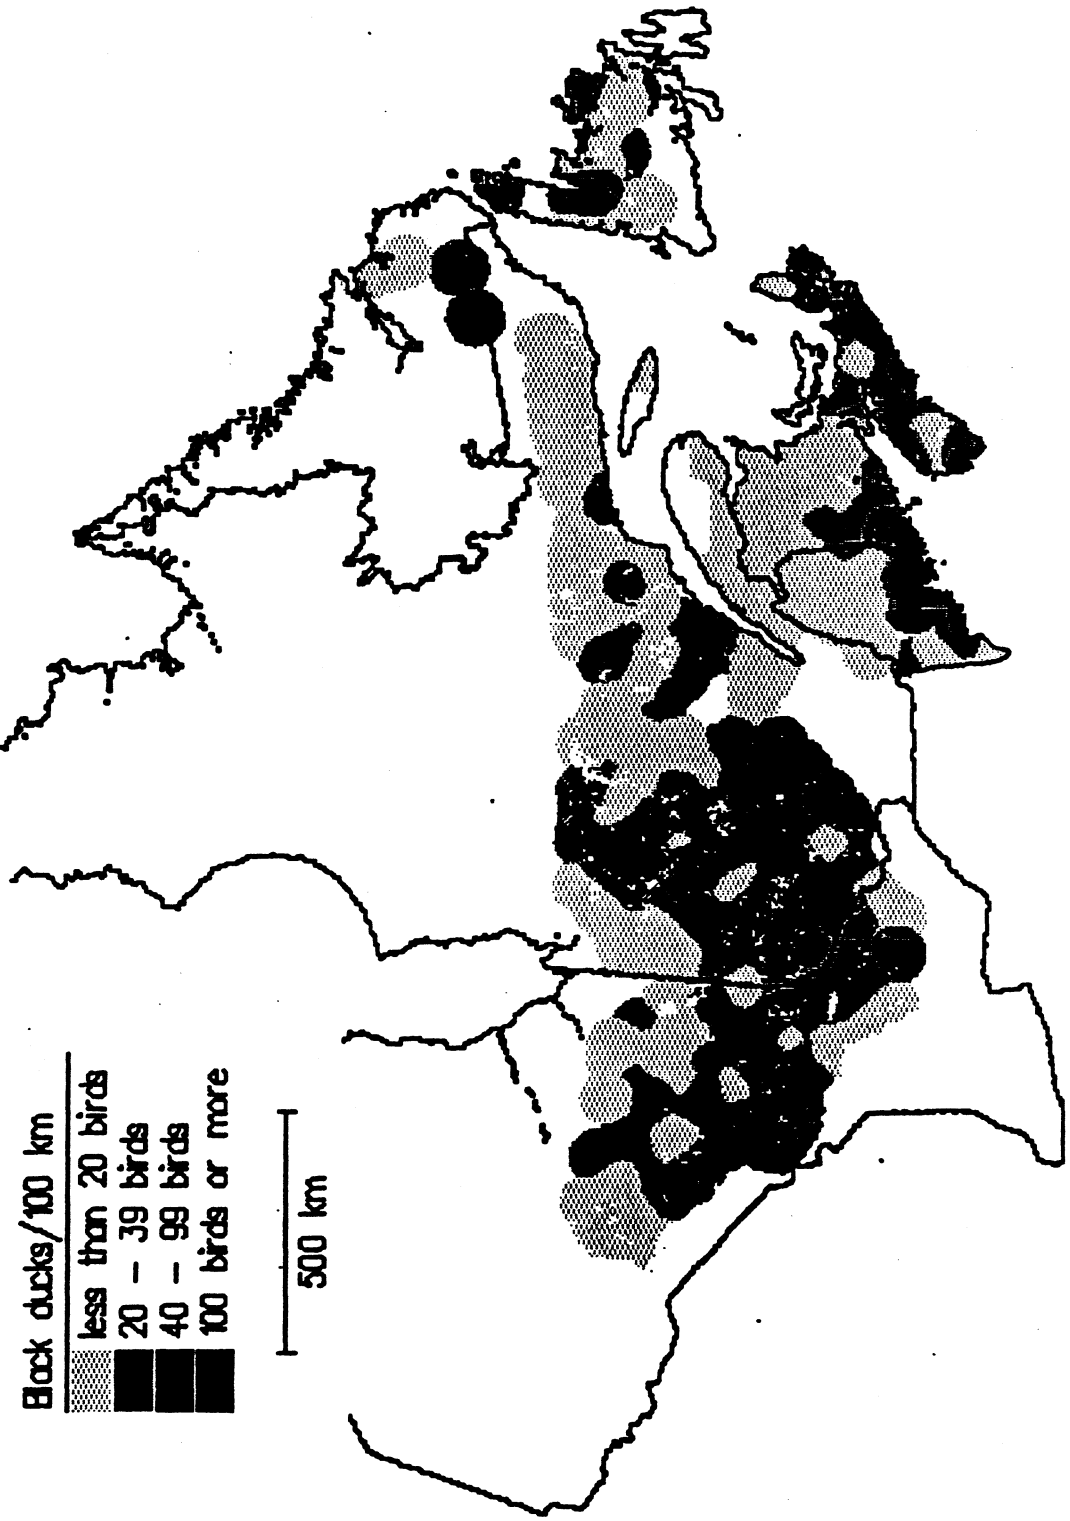 Black ducks/100 km
less than 20 birds
20 - 39 birds
40 - 99 birds
100 birds or more
500 km